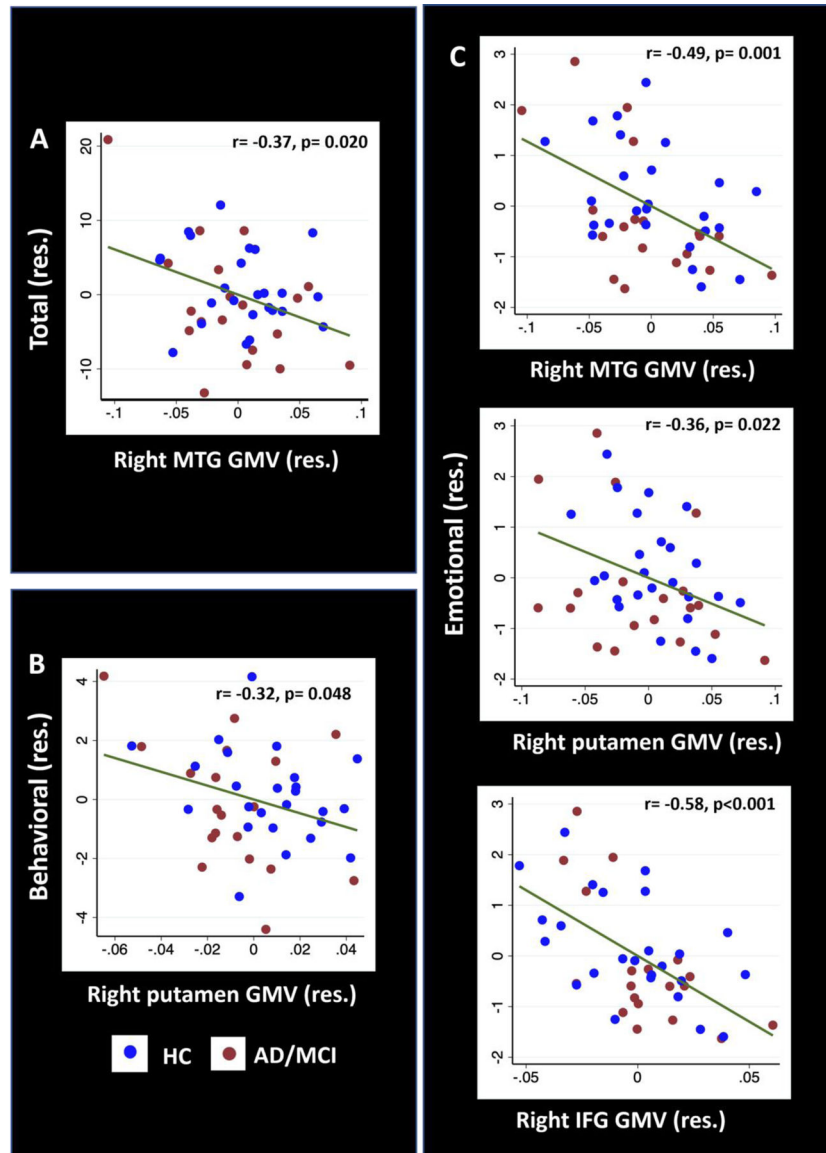 A
r= -0.37, p= 0.020
Total (res.)
20
10
0
-10
-.1 -.05 0 .05 .1
Right MTG GMV (res.)
B
r= -0.32, p= 0.048
Behavioral (res.)
4
2
0
-2
-4
-.06 -.04 -.02 0 .02 .04
Right putamen GMV (res.)
HC AD/MCI
C
Emotional (res.)
r= -0.49, p= 0.001
3
2
1
0
-1
-2
-.1 -.05 0 .05 .1
Right MTG GMV (res.)
r= -0.36, p= 0.022
3
2
1
0
-1
-2
-.1 -.05 0 .05 .1
Right putamen GMV (res.)
r= -0.58, p<0.001
3
2
1
0
-1
-2
-.05 0 .05
Right IFG GMV (res.)